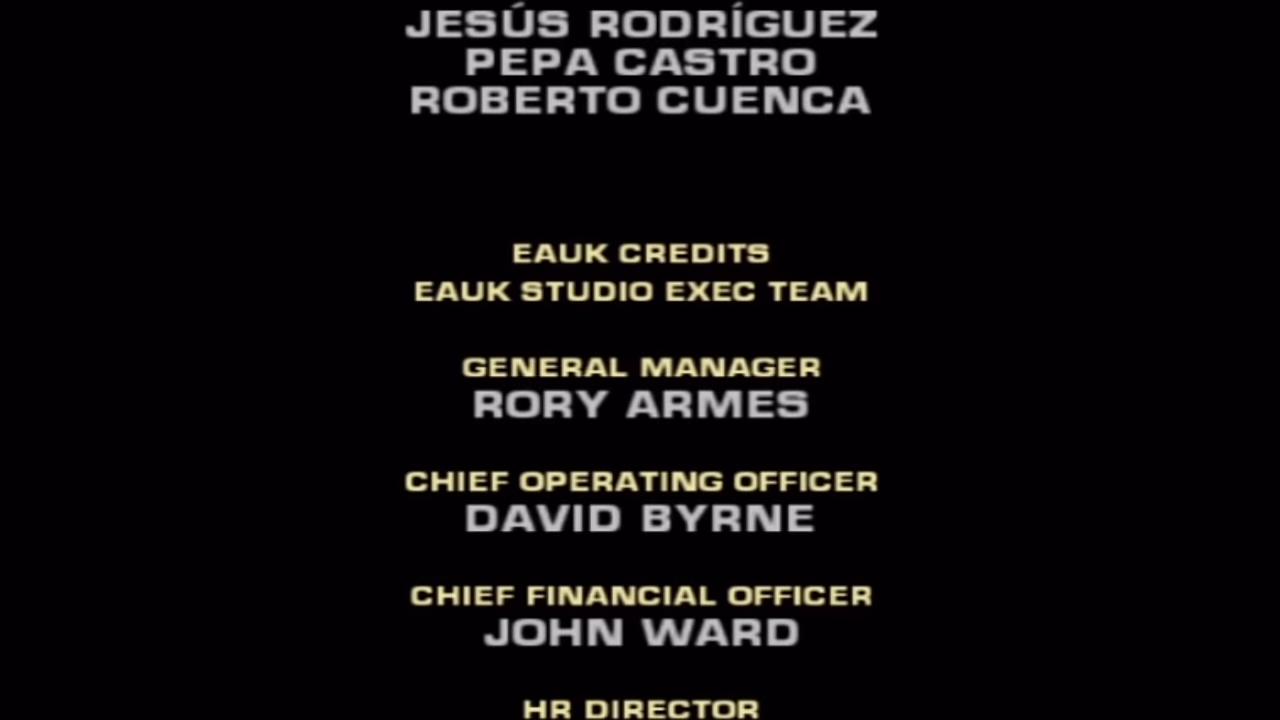 JESÚS RODRÍGUEZ
PEPA CASTRO
ROBERTO CUENCA
EAUK CREDITS
EAUK STUDIO EXEC TEAM
GENERAL MANAGER
RORY ARMES
CHIEF OPERATING OFFICER
DAVID BYRNE
CHIEF FINANCIAL OFFICER
JOHN WARD
HR DIRECTOR